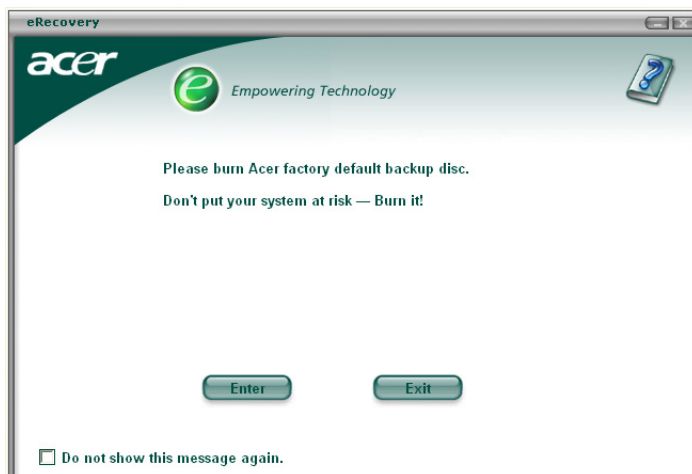 eRecovery
acer
e Empowering Technology
Please burn Acer factory default backup disc.
Don't put your system at risk — Burn it!
Enter Exit
Do not show this message again.